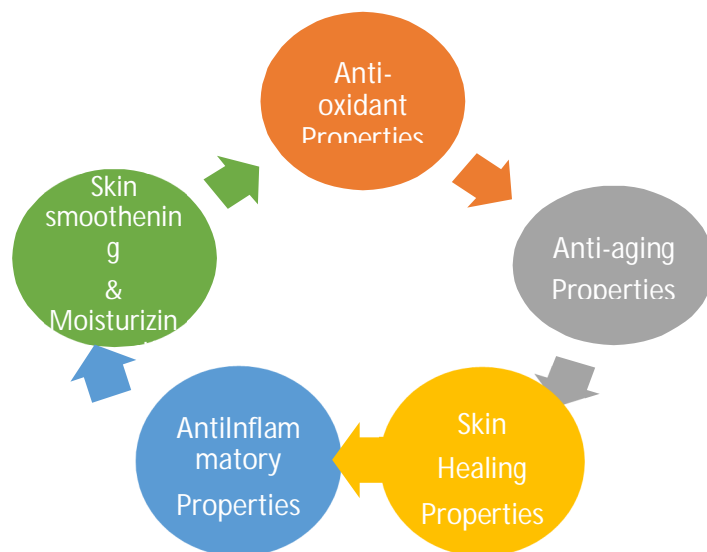 Anti-
oxidant
Properties
Anti-aging
Properties
Skin
Healing
Properties
AntiInflam
matory
Properties
Skin
smoothenin
g
&
Moisturizin